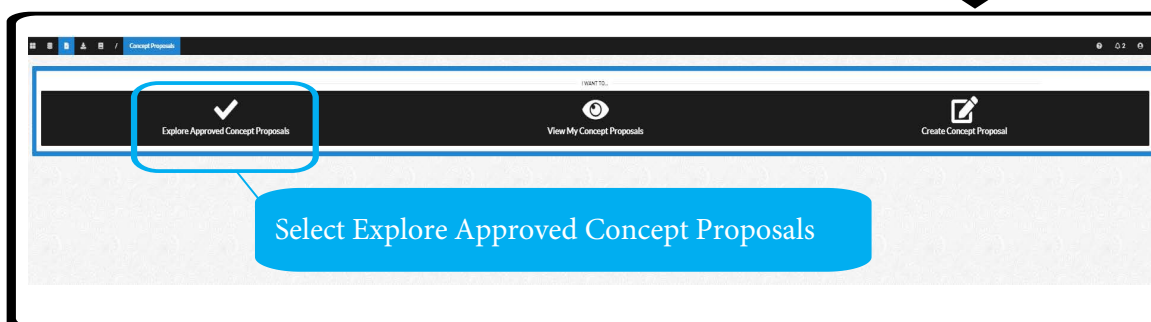 / Concept Proposals
2
I WANT TO...
Explore Approved Concept Proposals
View My Concept Proposals
Create Concept Proposal
Select Explore Approved Concept Proposals